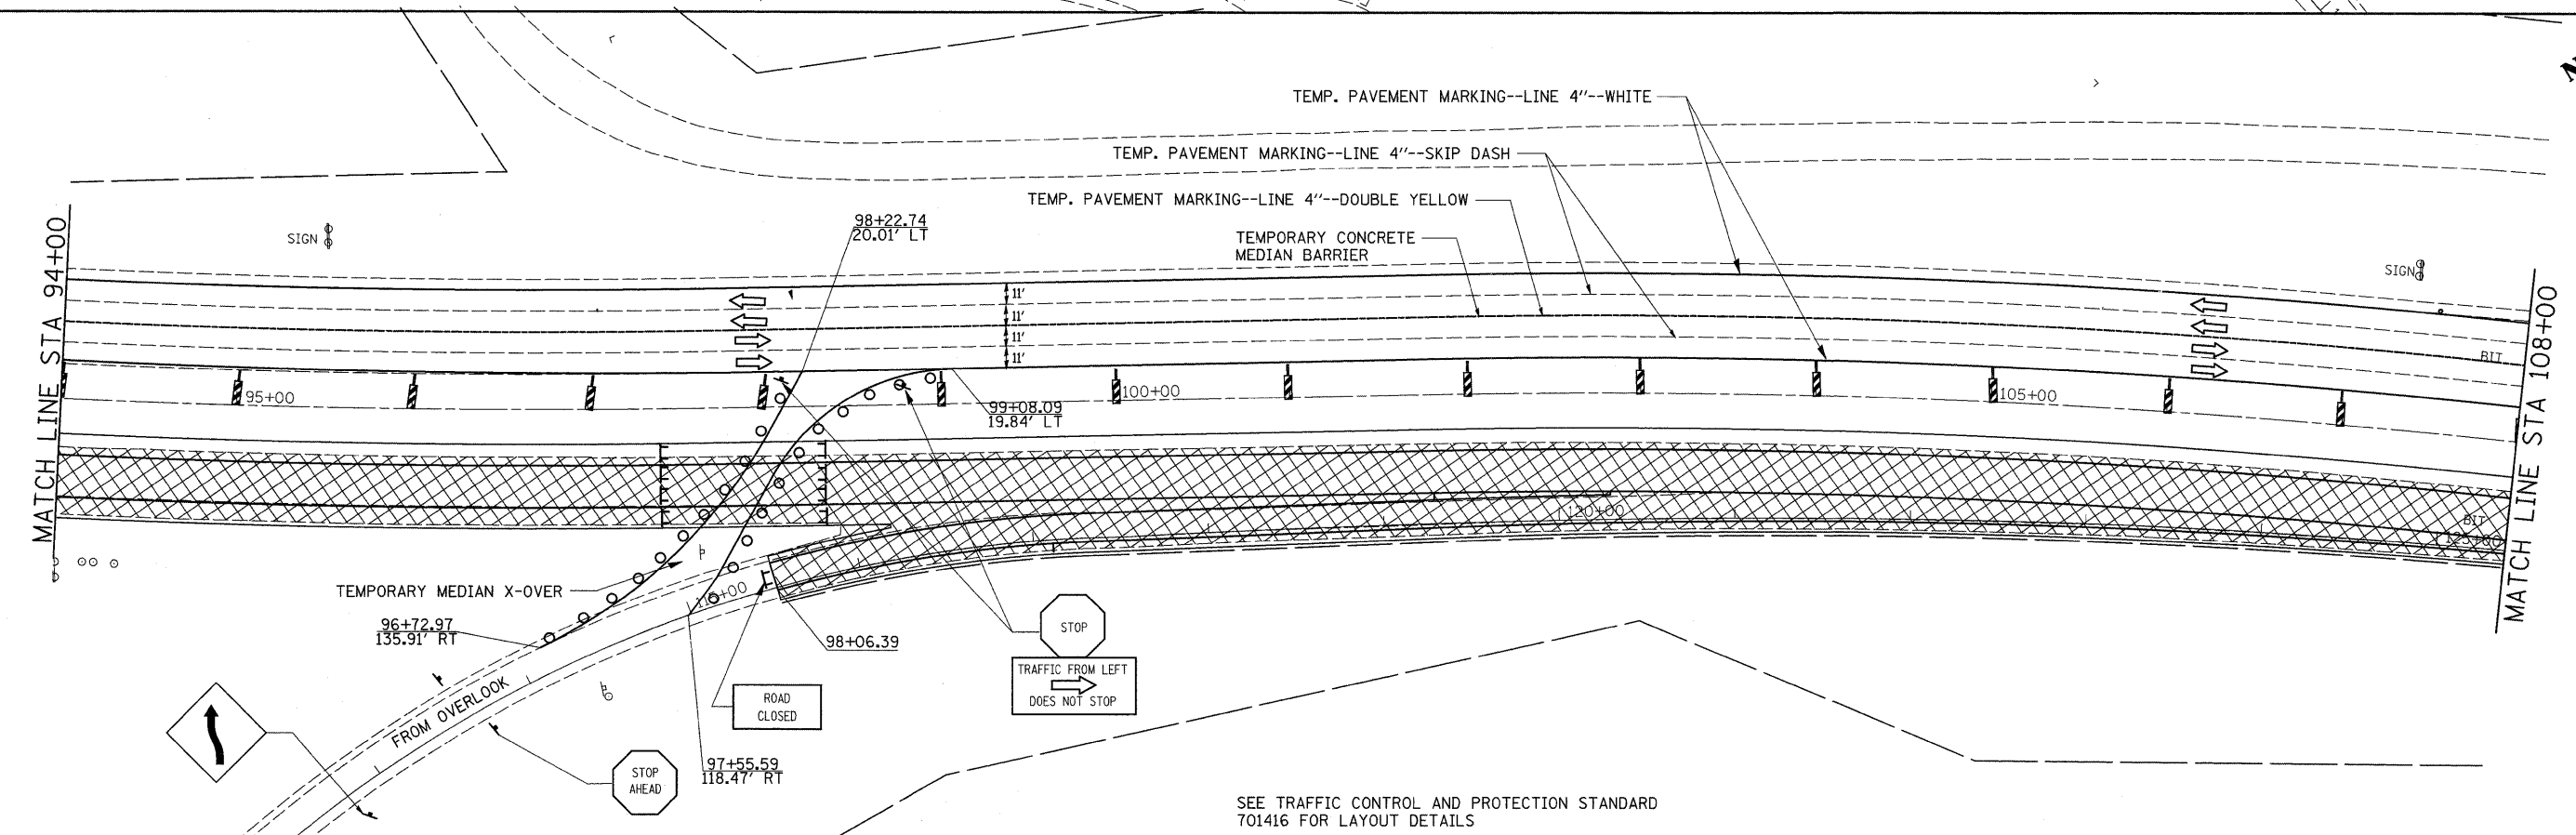 TEMP. PAVEMENT MARKING--LINE 4"--WHITE
TEMP. PAVEMENT MARKING--LINE 4"--SKIP DASH
TEMP. PAVEMENT MARKING--LINE 4"--DOUBLE YELLOW
TEMPORARY CONCRETE
MEDIAN BARRIER
98+22.74
20.01' LT
SIGN
SIGN
MATCH LINE STA 94+00
MATCH LINE STA 108+00
11'
11'
11'
11'
BIT
95+00
100+00
105+00
99+08.09
19.84' LT
120+00
BIT
125+00
TEMPORARY MEDIAN X-OVER
115+00
96+72.97
135.91' RT
98+06.39
STOP
TRAFFIC FROM LEFT
DOES NOT STOP
ROAD
CLOSED
FROM OVERLOOK
STOP
AHEAD
97+55.59
118.47' RT
SEE TRAFFIC CONTROL AND PROTECTION STANDARD
701416 FOR LAYOUT DETAILS